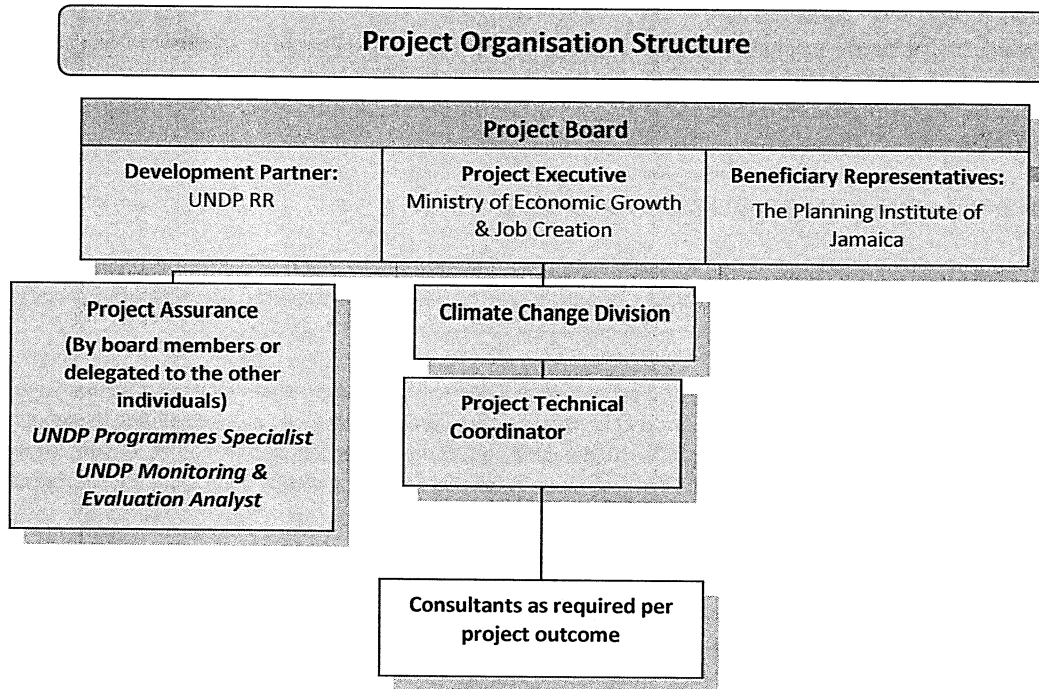 Project Organisation Structure
Project Board
Development Partner:
UNDP RR
Project Executive
Ministry of Economic Growth
& Job Creation
Beneficiary Representatives:
The Planning Institute of
Jamaica
Project Assurance
(By board members or
delegated to the other
individuals)
UNDP Programmes Specialist
UNDP Monitoring &
Evaluation Analyst
Climate Change Division
Project Technical
Coordinator
Consultants as required per
project outcome